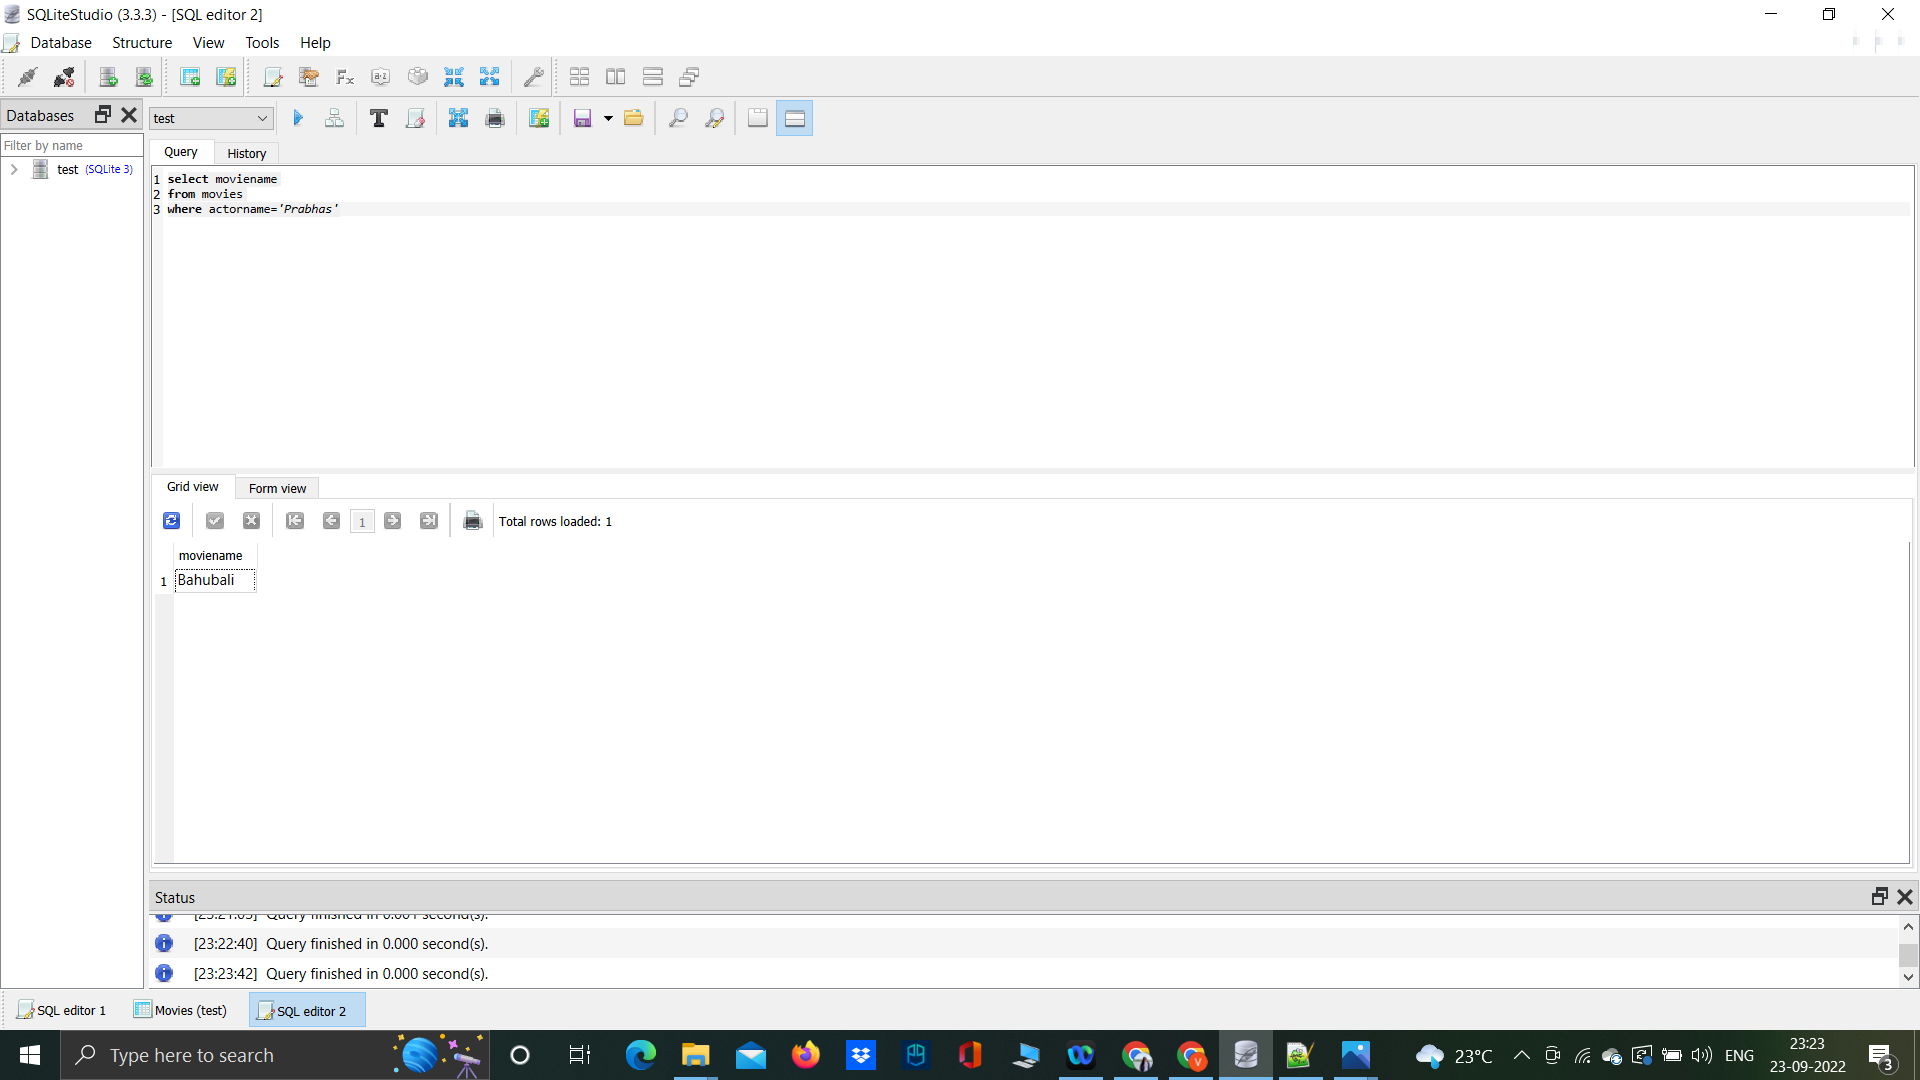 SQLiteStudio (3.3.3) - [SQL editor 2]
Database Structure View Tools Help
Databases
test
Filter by name
test (SQLite 3)
Query History
1 select moviename
2 from movies
3 where actorname='Prabhas'
Grid view Form view
1 Total rows loaded: 1
moviename
1 Bahubali
Status
[23:21:05] Query finished in 0.001 second(s).
[23:22:40] Query finished in 0.000 second(s).
[23:23:42] Query finished in 0.000 second(s).
SQL editor 1 Movies (test) SQL editor 2
Type here to search
23°C ENG
23:23
23-09-2022
3